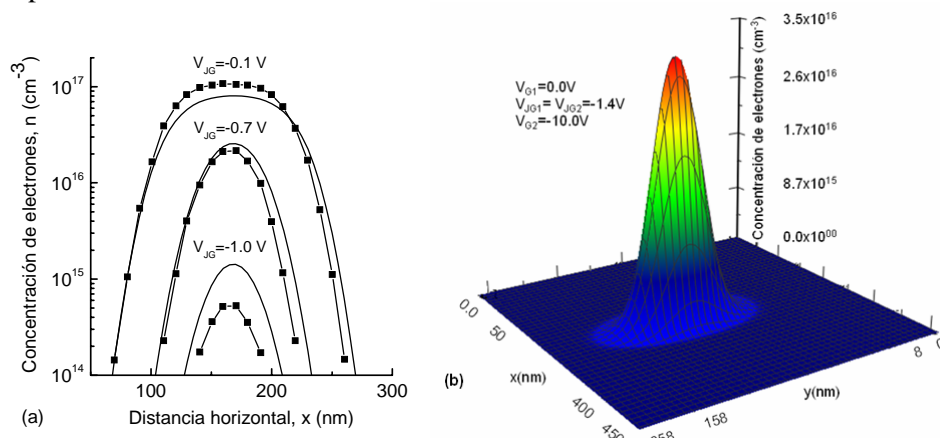 Concentración de electrones, n (cm-3)
10^17
10^16
10^15
10^14
V_JG=-0.1 V
V_JG=-0.7 V
V_JG=-1.0 V
100
200
300
Distancia horizontal, x (nm)
(a)
V_G1=0.0V
V_JG1= V_JG2=-1.4V
V_G2=-10.0V
Concentración de electrones (cm-3)
3.5x10^16
2.6x10^16
1.7x10^16
8.7x10^15
0.0x10^00
0.0
50
x(nm)
400
450
158
y(nm)
8
(b)